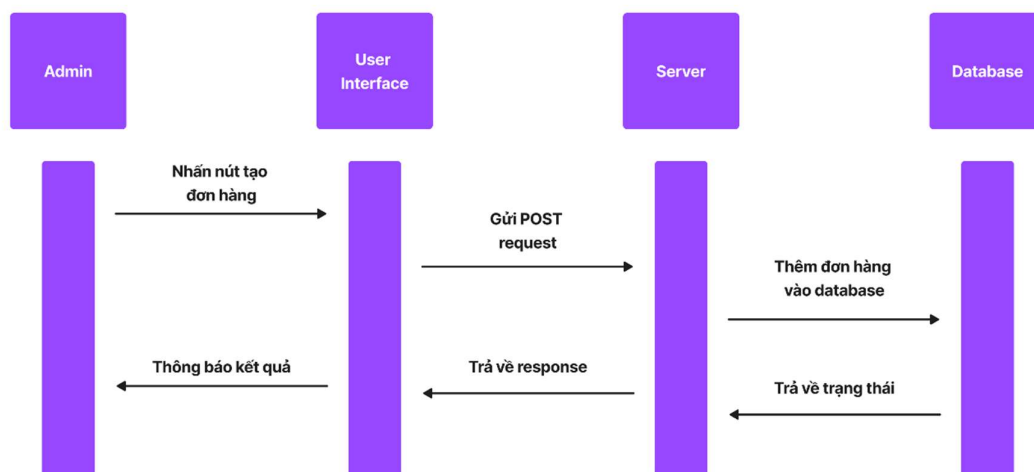 Admin
User
Interface
Server
Database
Nhấn nút tạo
đơn hàng
Gửi POST
request
Thêm đơn hàng
vào database
Thông báo kết quả
Trả về response
Trả về trạng thái